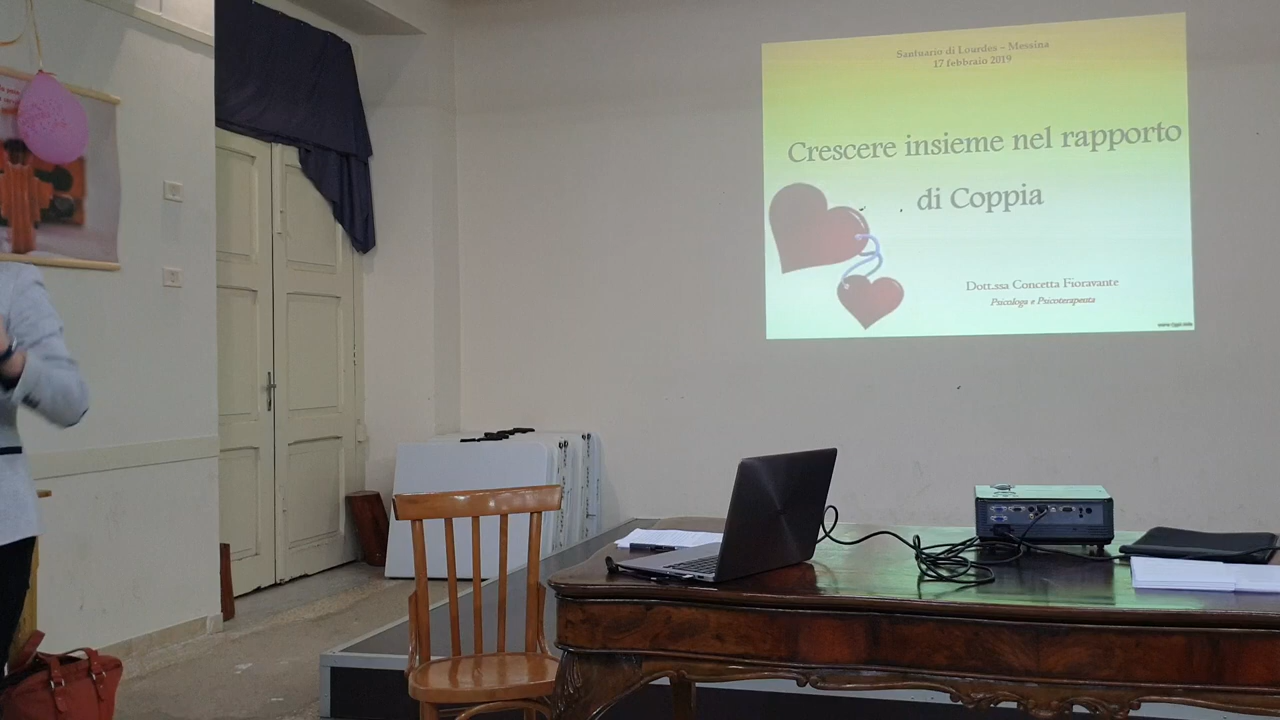 Santuario di Lourdes – Messina
17 febbraio 2019
Crescere insieme nel rapporto
di Coppia
Dott.ssa Concetta Fioravante
Psicologa e Psicoterapeuta